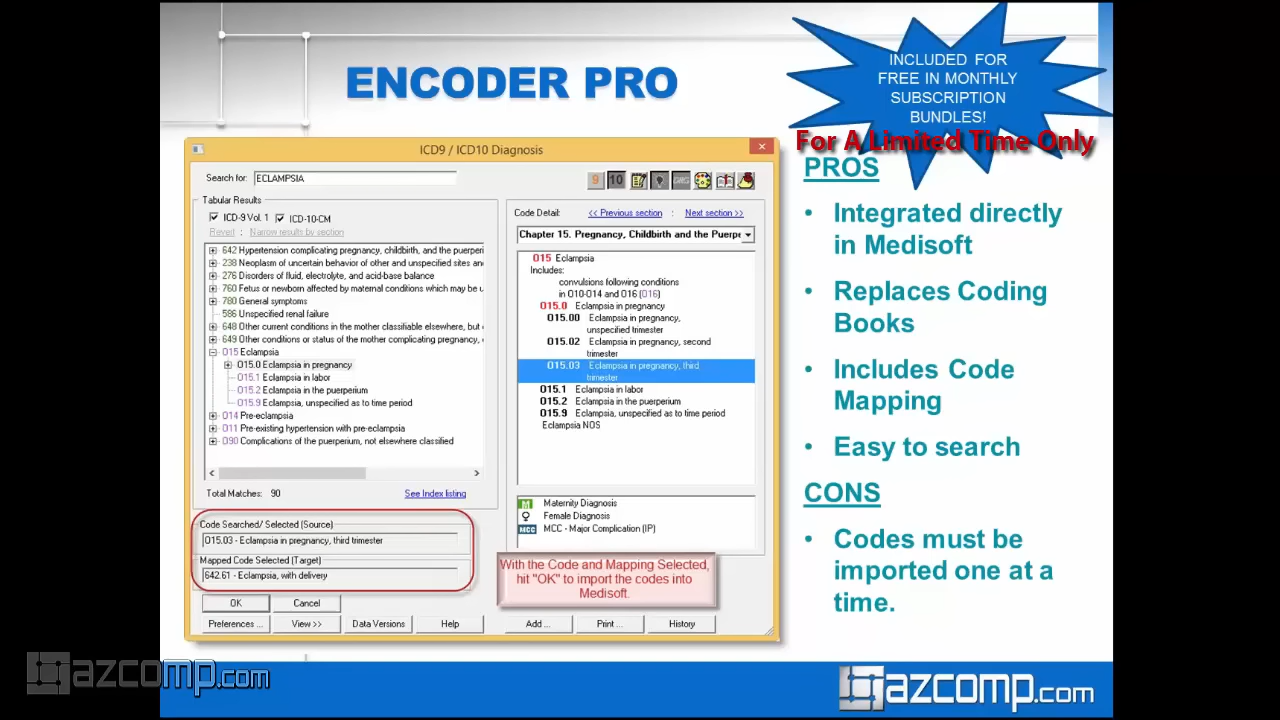 ENCODER PRO
INCLUDED FOR
FREE IN MONTHLY
SUBSCRIPTION
BUNDLES!
For A Limited Time Only
ICD9 / ICD10 Diagnosis
Search for: ECLAMPSIA
9 10
Tabular Results
ICD-9 Vol. 1 ICD-10-CM
Revert : Narrow results by section
642 Hypertension complicating pregnancy, childbirth, and the puerperi
238 Neoplasm of uncertain behavior of other and unspecified sites and
276 Disorders of fluid, electrolyte, and acid-base balance
760 Fetus or newborn affected by maternal conditions which may be u
780 General symptoms
586 Unspecified renal failure
648 Other current conditions in the mother classifiable elsewhere, but
649 Other conditions or status of the mother complicating pregnancy,
O15 Eclampsia
O15.0 Eclampsia in pregnancy
O15.1 Eclampsia in labor
O15.2 Eclampsia in the puerperium
O15.9 Eclampsia, unspecified as to time period
O14 Pre-eclampsia
O11 Pre-existing hypertension with pre-eclampsia
O90 Complications of the puerperium, not elsewhere classified
Total Matches: 90
See Index listing
Code Searched/ Selected (Source)
O15.03 - Eclampsia in pregnancy, third trimester
Mapped Code Selected (Target)
642.61 - Eclampsia, with delivery
OK Cancel
Preferences ... View >> Data Versions Help
Code Detail: << Previous section : Next section >>
Chapter 15. Pregnancy, Childbirth and the Puerpe
O15 Eclampsia
Includes:
convulsions following conditions
in O10-O14 and O16 (O16)
O15.0 Eclampsia in pregnancy
O15.00 Eclampsia in pregnancy,
unspecified trimester
O15.02 Eclampsia in pregnancy, second
trimester
O15.03 Eclampsia in pregnancy, third
trimester
O15.1 Eclampsia in labor
O15.2 Eclampsia in the puerperium
O15.9 Eclampsia, unspecified as to time period
Eclampsia NOS
M Maternity Diagnosis
♀ Female Diagnosis
MCC MCC - Major Complication (IP)
With the Code and Mapping Selected,
hit "OK" to import the codes into
Medisoft.
Add ... Print ... History
PROS
• Integrated directly
in Medisoft
• Replaces Coding
Books
• Includes Code
Mapping
• Easy to search
CONS
• Codes must be
imported one at a
time.
azcomp.com
azcomp.com